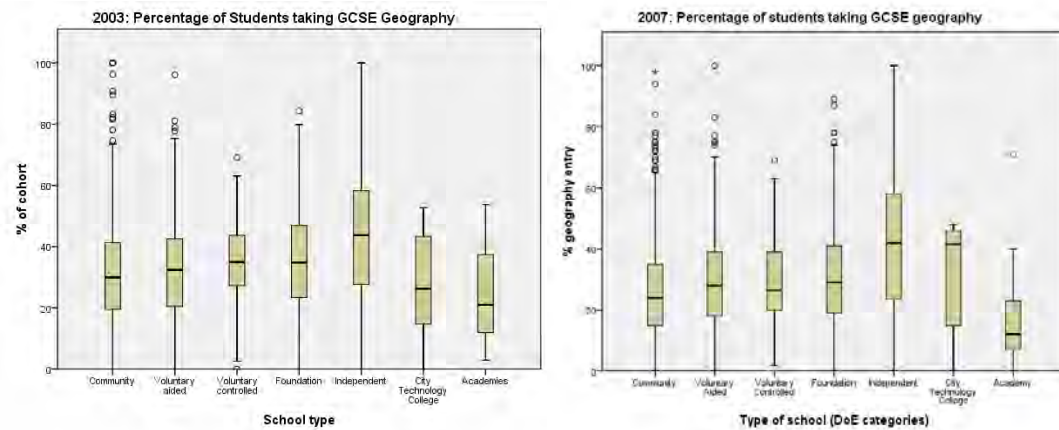 2003: Percentage of Students taking GCSE Geography
% of cohort
100
80
60
40
20
0
Community
Voluntary aided
Voluntary controlled
Foundation
Independent
City Technology College
Academies
School type
2007: Percentage of students taking GCSE geography
% geography entry
100
80
60
40
20
0
Community
Voluntary Aided
Voluntary Controlled
Foundation
Independent
City Technology College
Academy
Type of school (DoE categories)